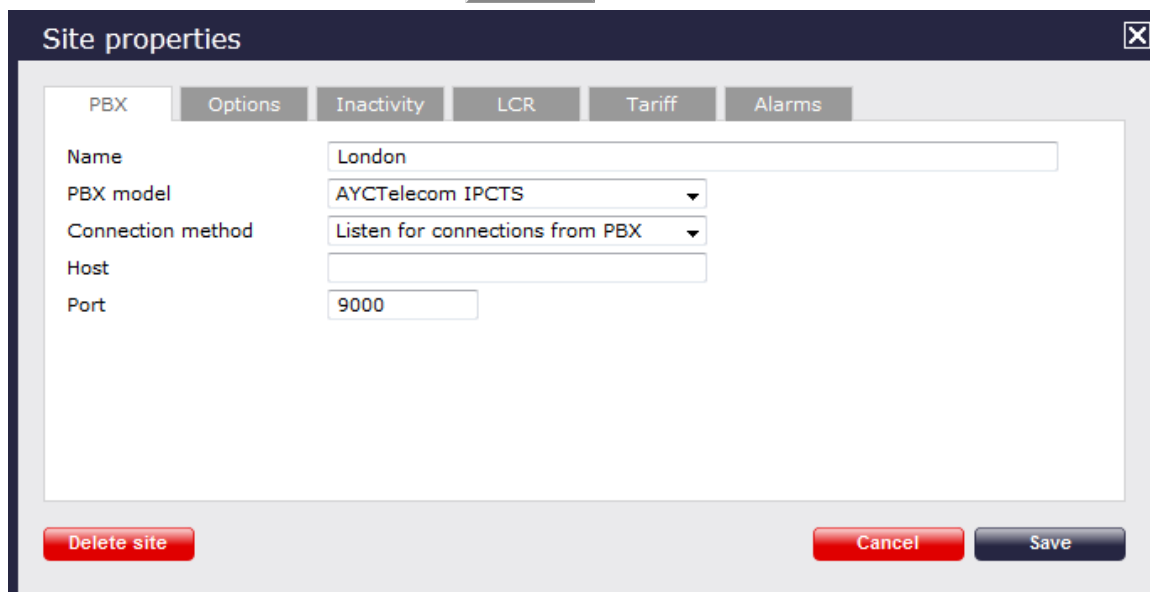 Site properties
PBX Options Inactivity LCR Tariff Alarms
Name London
PBX model AYCTelecom IPCTS
Connection method Listen for connections from PBX
Host
Port 9000
Delete site Cancel Save